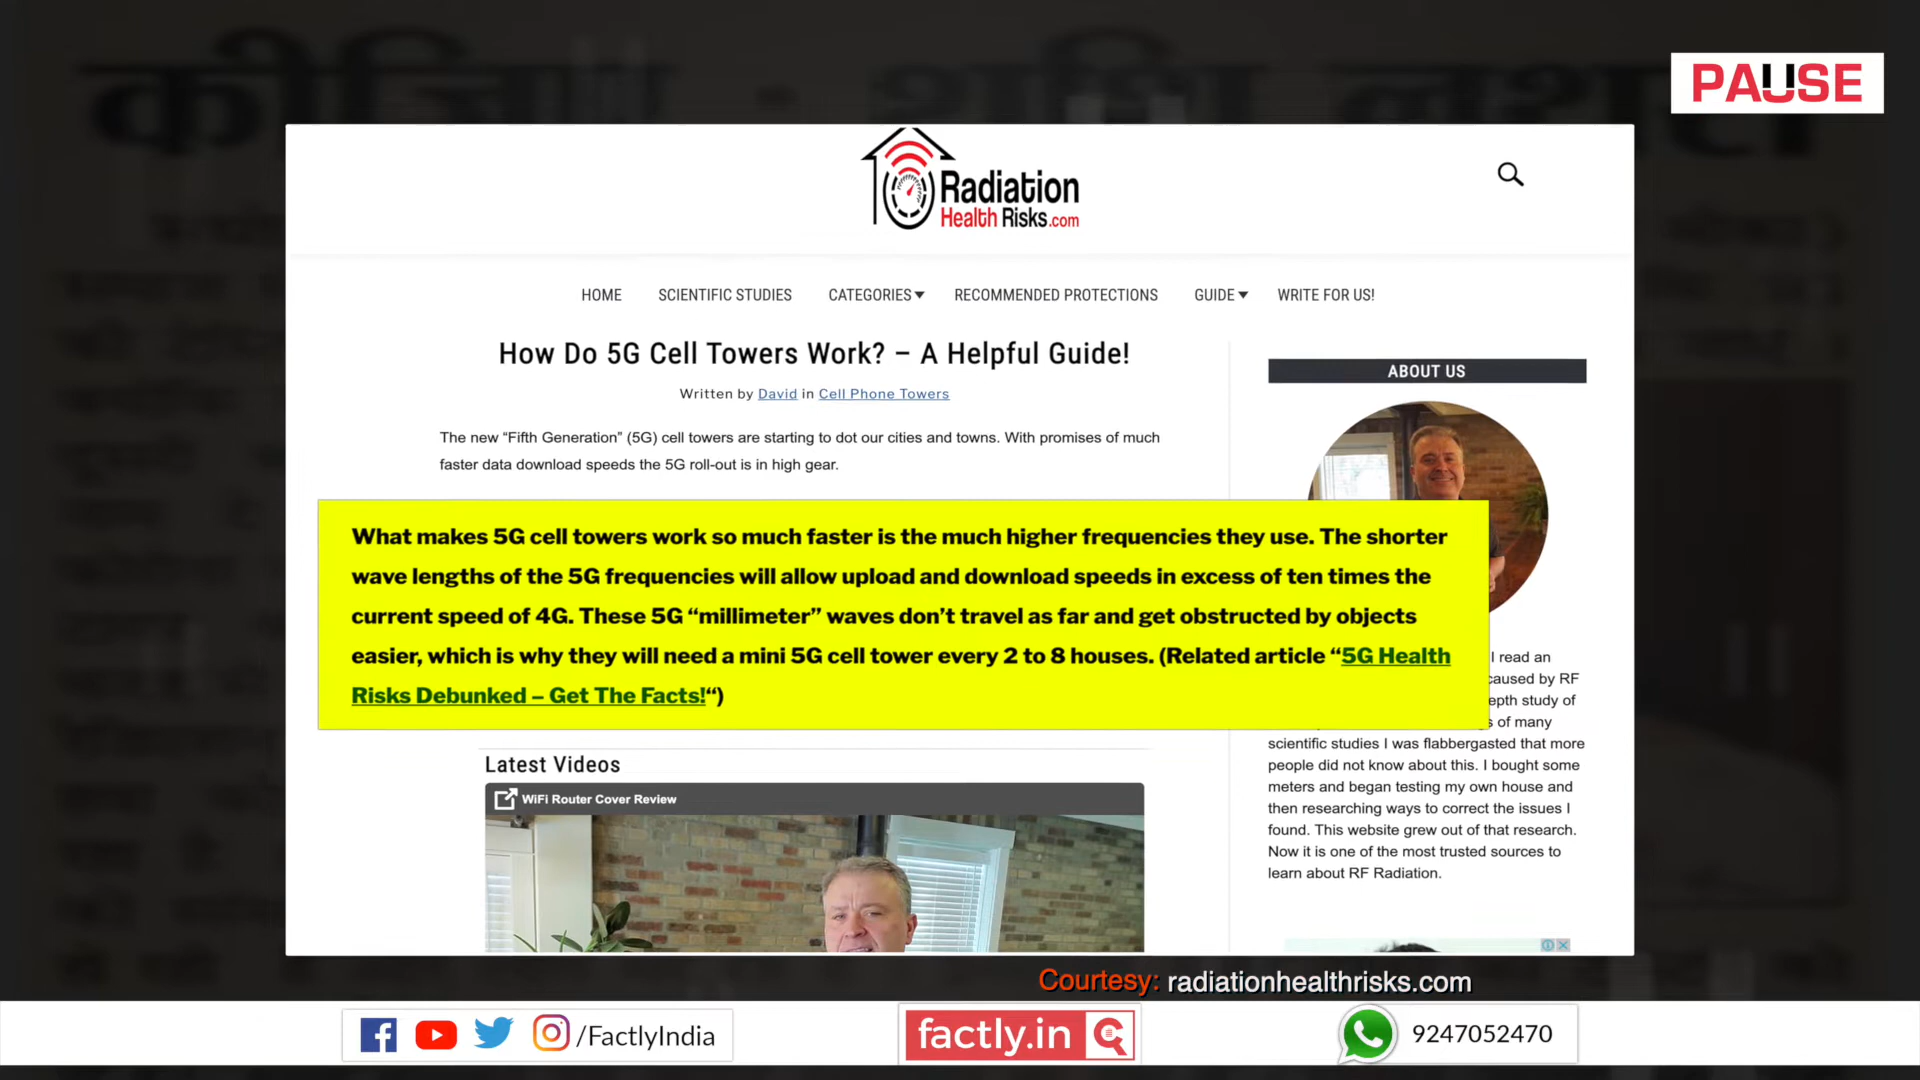 PAUSE
Radiation
Health Risks.com
HOME SCIENTIFIC STUDIES CATEGORIES RECOMMENDED PROTECTIONS GUIDE WRITE FOR US!
How Do 5G Cell Towers Work? – A Helpful Guide!
Written by David in Cell Phone Towers
The new “Fifth Generation” (5G) cell towers are starting to dot our cities and towns. With promises of much
faster data download speeds the 5G roll-out is in high gear.
What makes 5G cell towers work so much faster is the much higher frequencies they use. The shorter
wave lengths of the 5G frequencies will allow upload and download speeds in excess of ten times the
current speed of 4G. These 5G “millimeter” waves don’t travel as far and get obstructed by objects
easier, which is why they will need a mini 5G cell tower every 2 to 8 houses. (Related article “5G Health
Risks Debunked – Get The Facts!“)
Latest Videos
WiFi Router Cover Review
ABOUT US
I read an
caused by RF
epth study of
s of many
scientific studies I was flabbergasted that more
people did not know about this. I bought some
meters and began testing my own house and
then researching ways to correct the issues I
found. This website grew out of that research.
Now it is one of the most trusted sources to
learn about RF Radiation.
Courtesy: radiationhealthrisks.com
/FactlyIndia
factly.in
9247052470